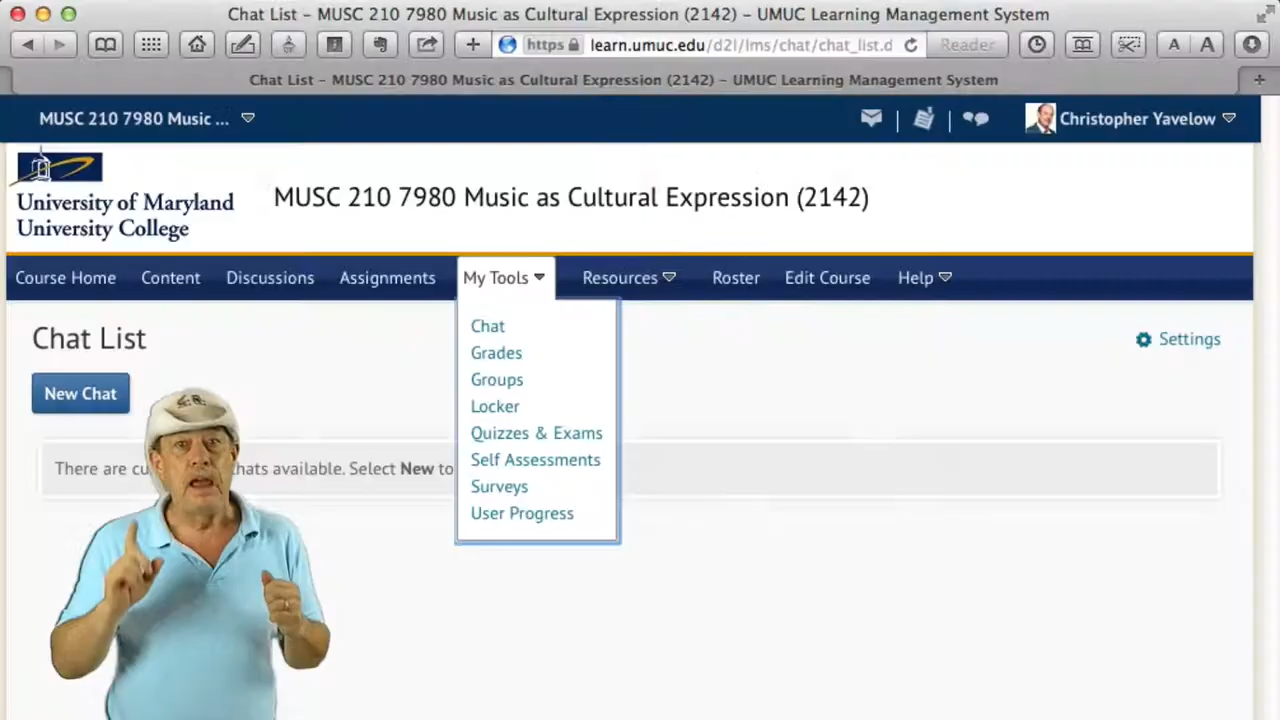 Chat List – MUSC 210 7980 Music as Cultural Expression (2142) – UMUC Learning Management System
https learn.umuc.edu/d2l/lms/chat/chat_list.d Reader A A
Chat List – MUSC 210 7980 Music as Cultural Expression (2142) – UMUC Learning Management System
MUSC 210 7980 Music ... Christopher Yavelow
University of Maryland
University College
MUSC 210 7980 Music as Cultural Expression (2142)
Course Home Content Discussions Assignments My Tools Resources Roster Edit Course Help
Chat List
Settings
New Chat
Chat
Grades
Groups
Locker
Quizzes & Exams
Self Assessments
Surveys
User Progress
There are cu hats available. Select New to